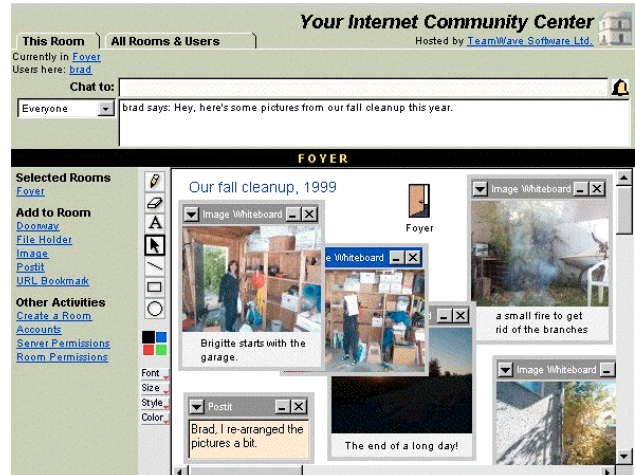 Your Internet Community Center
This Room
All Rooms & Users
Hosted by TeamWave Software Ltd.
Currently in Foyer
Users here: brad
Chat to:
Everyone
brad says: Hey, here's some pictures from our fall cleanup this year.
FOYER
Selected Rooms
Foyer
Add to Room
Doorway
File Holder
Image
Postit
URL Bookmark
Other Activities
Create a Room
Accounts
Server Permissions
Room Permissions
A
Font
Size
Style
Color
Our fall cleanup, 1999
Foyer
Image Whiteboard
Brigitte starts with the
garage.
e Whiteboard
Image Whiteboard
a small fire to get
rid of the branches
Postit
Brad, I re-arranged the
pictures a bit.
The end of a long day!
Image Whiteboard